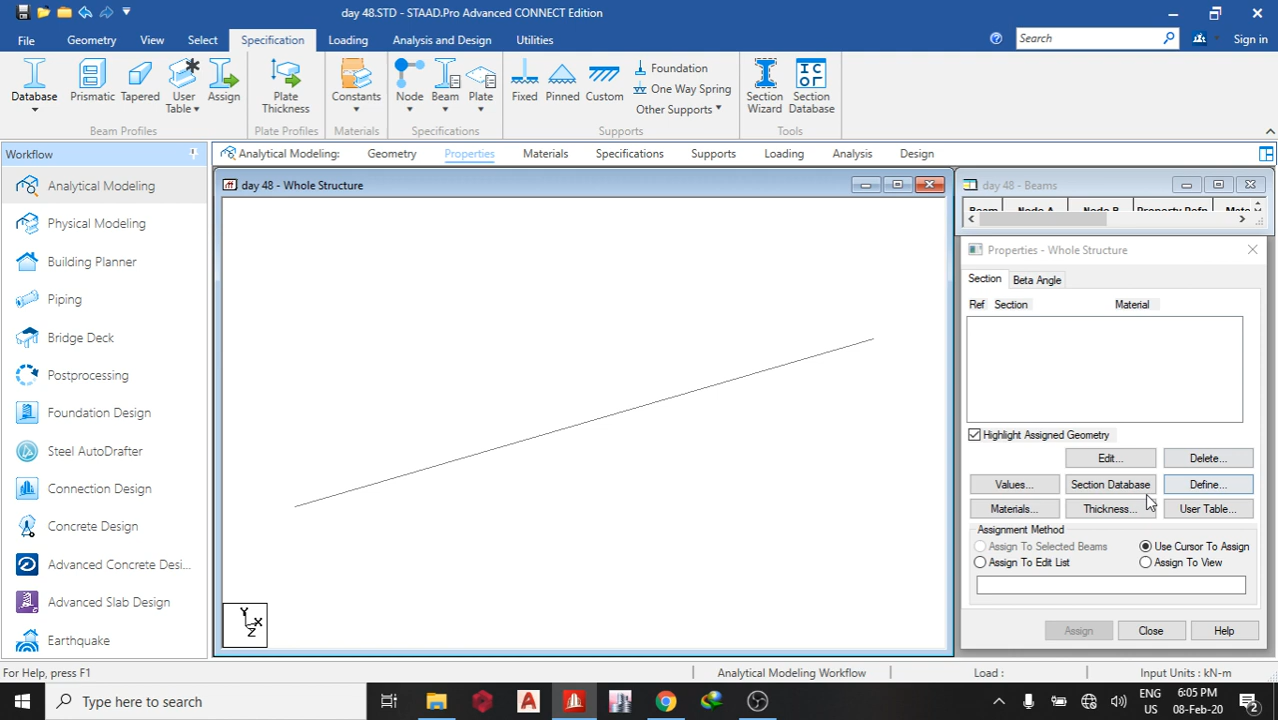 day 48.STD - STAAD.Pro Advanced CONNECT Edition
File Geometry View Select Specification Loading Analysis and Design Utilities Search Sign in
Database Prismatic Tapered User Table Assign Plate Thickness Constants Node Beam Plate Fixed Pinned Custom Foundation One Way Spring Other Supports Section Wizard Section Database
Beam Profiles Plate Profiles Materials Specifications Supports Tools
Workflow
Analytical Modeling: Geometry Properties Materials Specifications Supports Loading Analysis Design
Analytical Modeling
Physical Modeling
Building Planner
Piping
Bridge Deck
Postprocessing
Foundation Design
Steel AutoDrafter
Connection Design
Concrete Design
Advanced Concrete Desi...
Advanced Slab Design
Earthquake
day 48 - Whole Structure
Y
X
Z
day 48 - Beams
Beam Node A Node B Property Refn Mate
Properties - Whole Structure
Section Beta Angle
Ref Section Material
Highlight Assigned Geometry
Edit... Delete...
Values... Section Database Define...
Materials... Thickness... User Table...
Assignment Method
Assign To Selected Beams Use Cursor To Assign
Assign To Edit List Assign To View
Assign Close Help
For Help, press F1 Analytical Modeling Workflow Load : Input Units : kN-m
Type here to search
ENG
US
6:05 PM
08-Feb-20
2